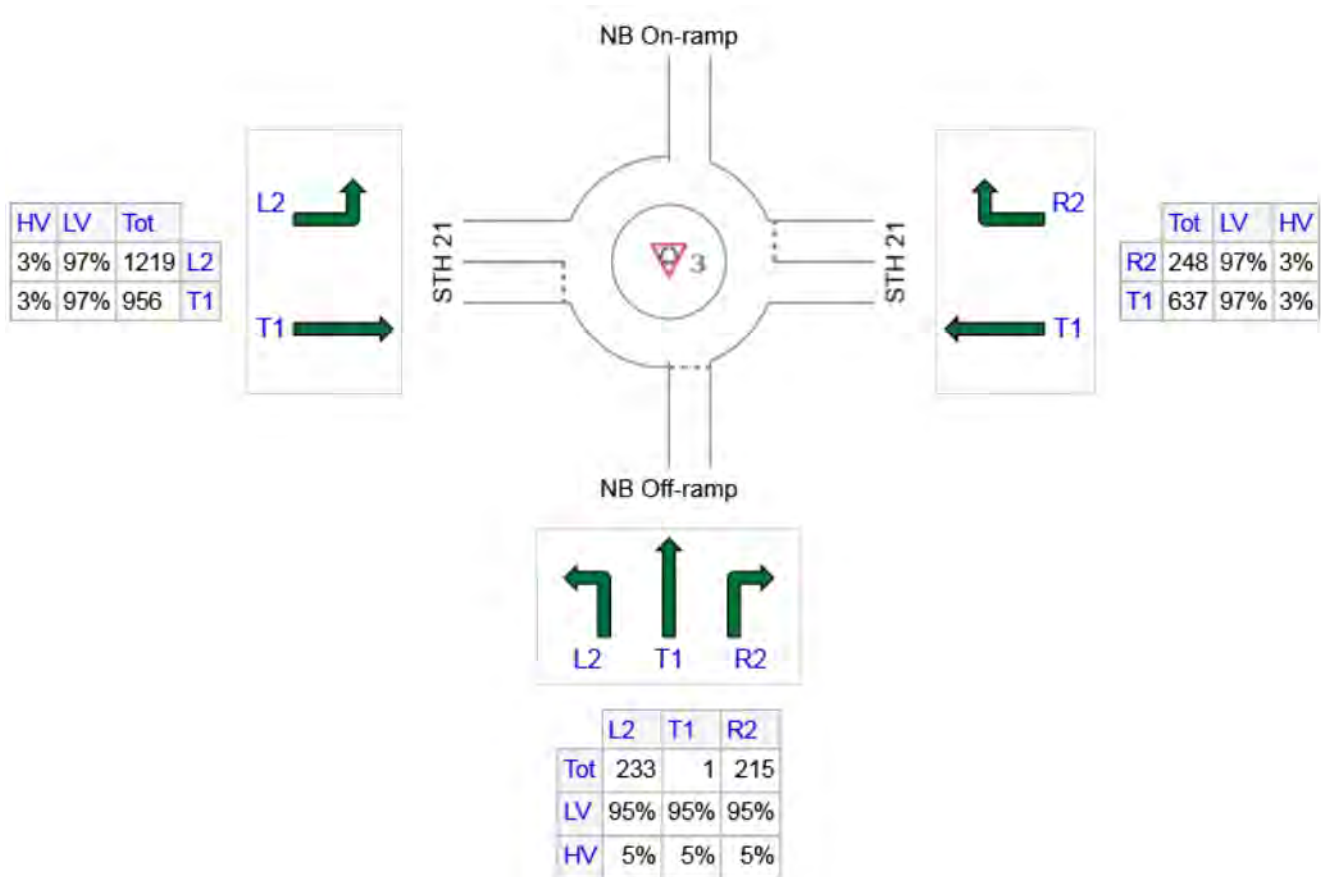 NB On-ramp
L2
T1
HV LV Tot
3% 97% 1219 L2
3% 97% 956 T1
STH 21
3
STH 21
R2
T1
Tot LV HV
R2 248 97% 3%
T1 637 97% 3%
NB Off-ramp
L2 T1 R2
L2 T1 R2
Tot 233 1 215
LV 95% 95% 95%
HV 5% 5% 5%